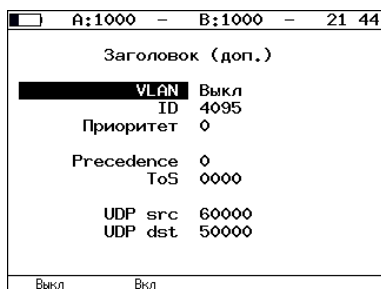 A:1000 – B:1000 – 21 44
Заголовок (доп.)
VLAN Выкл
ID 4095
Приоритет 0
Precedence 0
ToS 0000
UDP src 60000
UDP dst 50000
Выкл Вкл